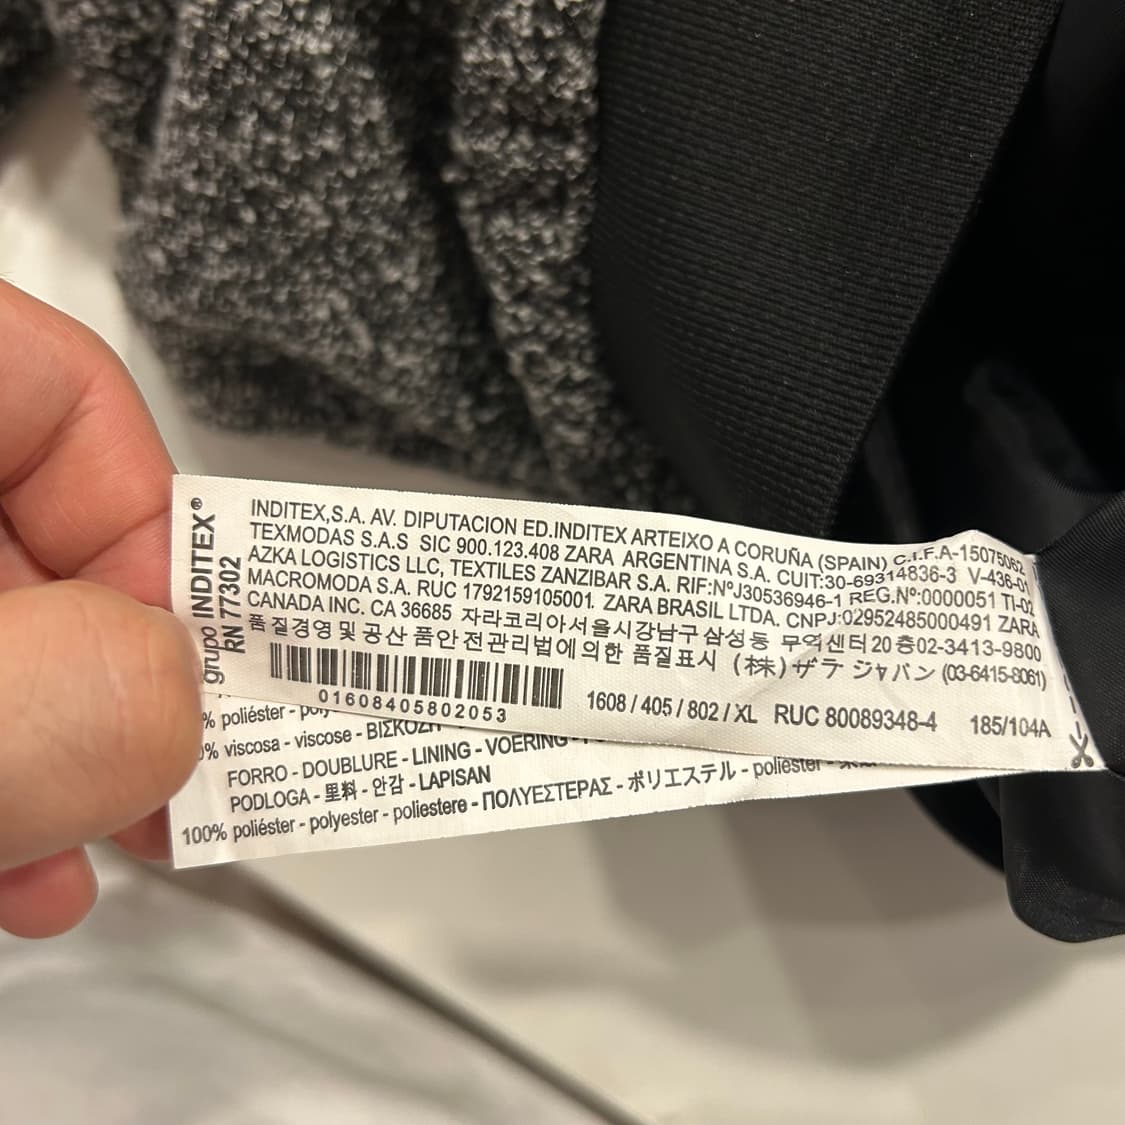 grupo INDITEX®
RN 77302
INDITEX,S.A. AV. DIPUTACION ED.INDITEX ARTEIXO A CORUÑA (SPAIN) C.I.F.A-15075062
TEXMODAS S.A.S SIC 900.123.408 ZARA ARGENTINA S.A. CUIT:30-69314836-3 V-436-01
AZKA LOGISTICS LLC, TEXTILES ZANZIBAR S.A. RIF:NºJ30536946-1 REG.Nº:0000051 TI-02
MACROMODA S.A. RUC 1792159105001. ZARA BRASIL LTDA. CNPJ:02952485000491 ZARA
CANADA INC. CA 36685 자라코리아서울시강남구 삼성동 무역센터 20층02-3413-9800
품질경영 및 공산 품안전관리법에의한 품질표시 (株)ザラ ジャパン (03-6415-8061)
01608405802053
1608 / 405 / 802 / XL RUC 80089348-4 185/104A
% poliéster -
% viscosa - viscose -
FORRO - DOUBLURE - LINING - VOERING -
PODLOGA - 里料 - 안감 - LAPISAN
100% poliéster - polyester - poliestere - ΠΟΛΥΕΣΤΕΡΑΣ - ポリエステル - poliester -